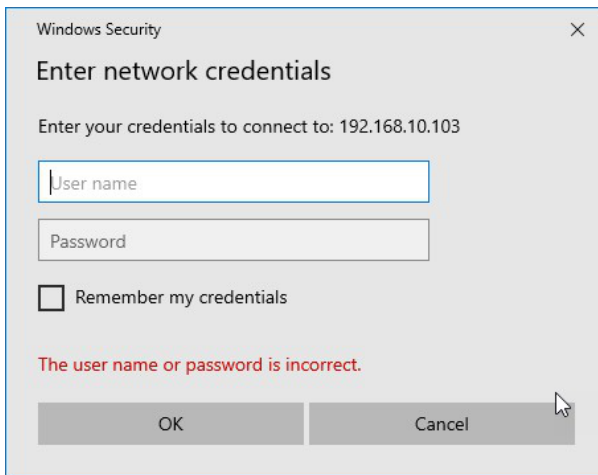 Windows Security
Enter network credentials
Enter your credentials to connect to: 192.168.10.103
User name
Password
Remember my credentials
The user name or password is incorrect.
OK
Cancel